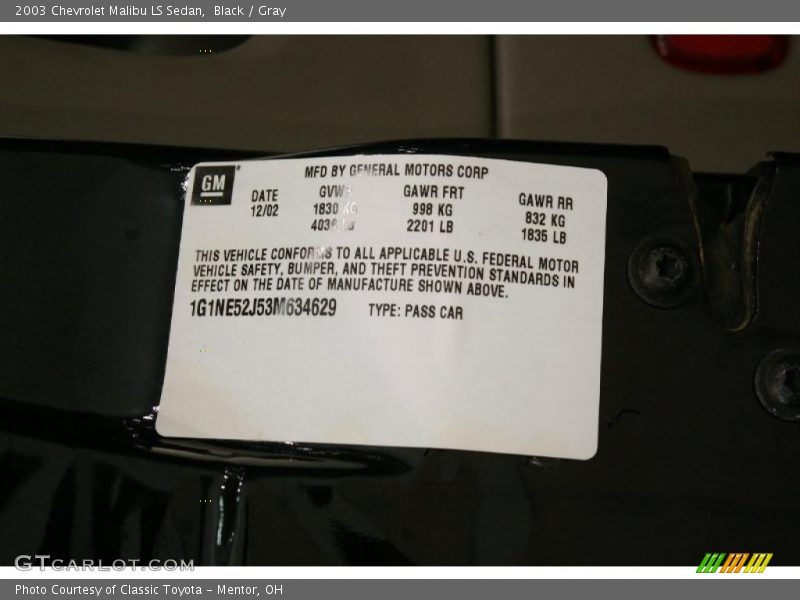 2003 Chevrolet Malibu LS Sedan, Black / Gray
GM
MFD BY GENERAL MOTORS CORP
DATE GVWR GAWR FRT GAWR RR
12/02 1830 KG 998 KG 832 KG
4036 LB 2201 LB 1835 LB
THIS VEHICLE CONFORMS TO ALL APPLICABLE U.S. FEDERAL MOTOR
VEHICLE SAFETY, BUMPER, AND THEFT PREVENTION STANDARDS IN
EFFECT ON THE DATE OF MANUFACTURE SHOWN ABOVE.
1G1NE52J53M634629 TYPE: PASS CAR
GTcarlot.com
Photo Courtesy of Classic Toyota - Mentor, OH